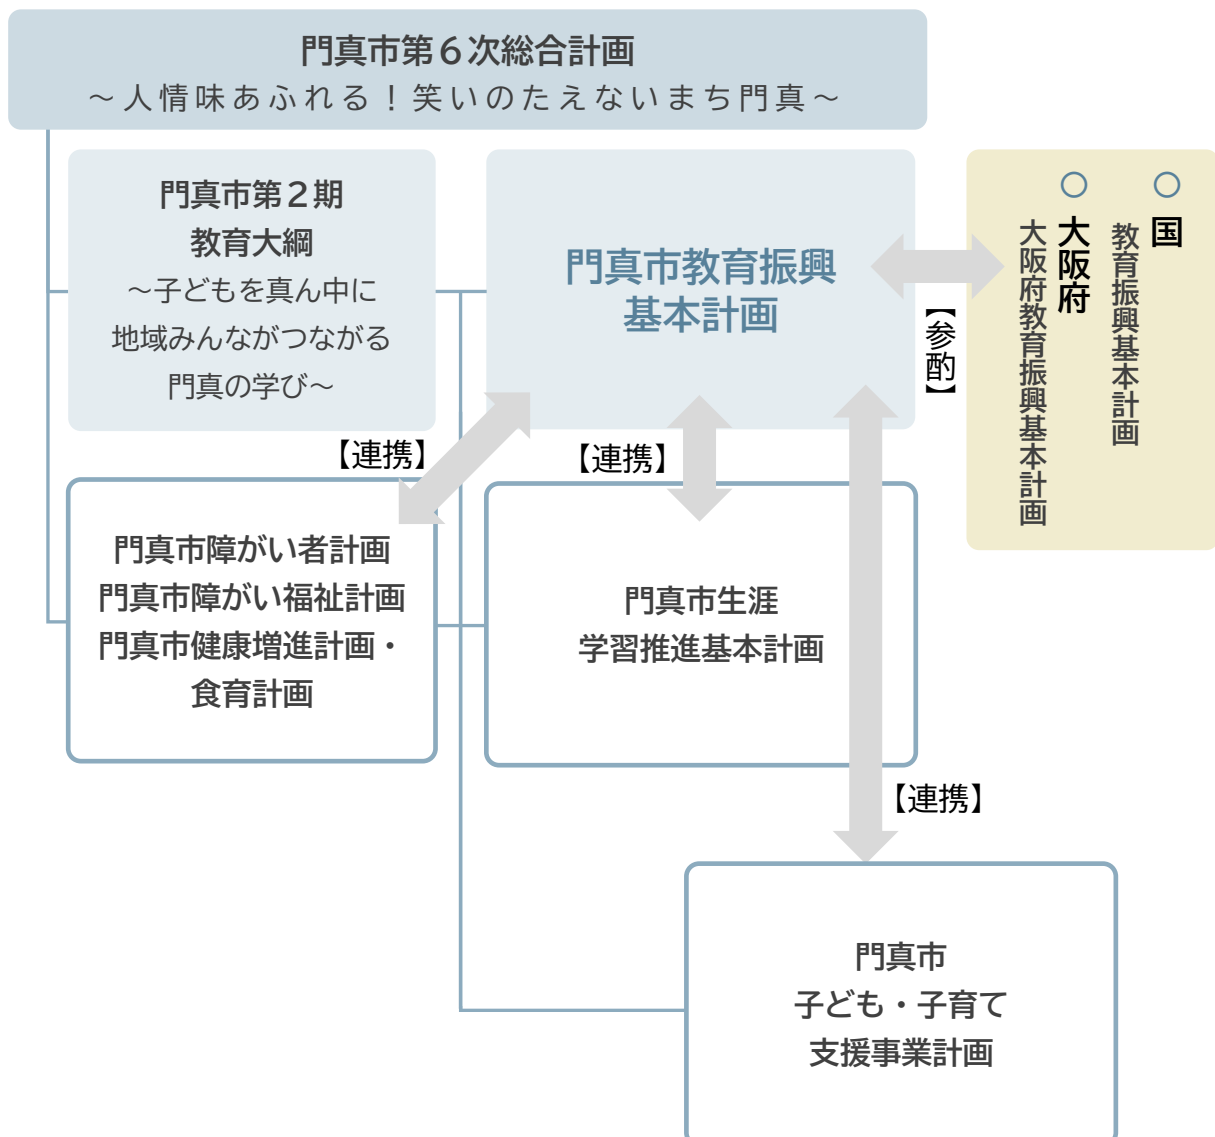 門真市第６次総合計画
～人情味あふれる！笑いのたえないまち門真～
門真市第２期
教育大綱
～子どもを真ん中に
地域みんながつながる
門真の学び～
門真市教育振興
基本計画
【参酌】
〇国
教育振興基本計画
〇大阪府
大阪府教育振興基本計画
【連携】
【連携】
門真市障がい者計画
門真市障がい福祉計画
門真市健康増進計画・
食育計画
門真市生涯
学習推進基本計画
【連携】
門真市
子ども・子育て
支援事業計画